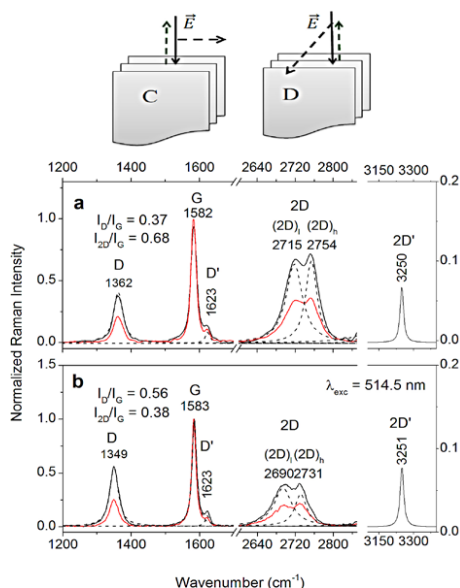 E E
C D
1200 1400 1600 2640 2720 2800 3150 3300
a
I_D/I_G = 0.37
I_2D/I_G = 0.68
D
1362
G
1582
D'
1623
2D
(2D)_l (2D)_h
2715 2754
2D'
3250
0.0
0.5
1.0
0.0
0.1
0.2
b
I_D/I_G = 0.56
I_2D/I_G = 0.38
D
1349
G
1583
D'
1623
2D
(2D)_l (2D)_h
2690 2731
λ_exc = 514.5 nm
2D'
3251
0.0
0.5
1.0
1.5
0.0
0.1
0.2
1200 1400 1600 2640 2720 2800 3150 3300
Normalized Raman Intensity
Wavenumber (cm⁻¹)